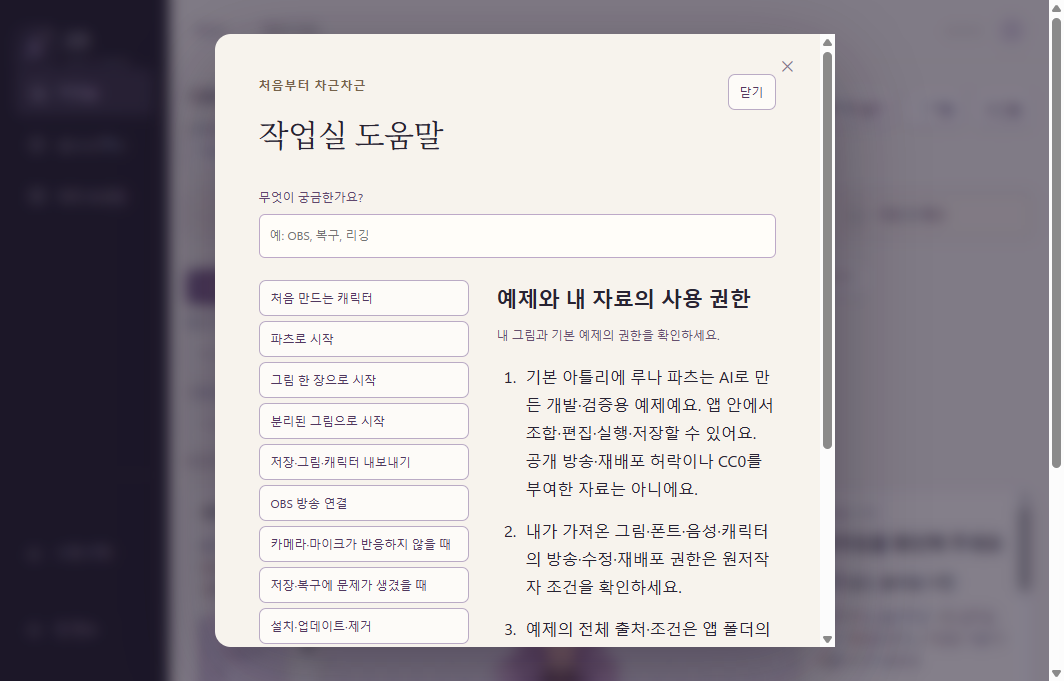 처음부터 차근차근
닫기
작업실 도움말
무엇이 궁금한가요?
예: OBS, 복구, 리깅
처음 만드는 캐릭터
파츠로 시작
그림 한 장으로 시작
분리된 그림으로 시작
저장·그림·캐릭터 내보내기
OBS 방송 연결
카메라·마이크가 반응하지 않을 때
저장·복구에 문제가 생겼을 때
설치·업데이트·제거
예제와 내 자료의 사용 권한
내 그림과 기본 예제의 권한을 확인하세요.
1. 기본 아틀리에 루나 파츠는 AI로 만
든 개발·검증용 예제예요. 앱 안에서
조합·편집·실행·저장할 수 있어요.
공개 방송·재배포 허락이나 CC0를
부여한 자료는 아니에요.
2. 내가 가져온 그림·폰트·음성·캐릭터
의 방송·수정·재배포 권한은 원저작
자 조건을 확인하세요.
3. 예제의 전체 출처·조건은 앱 폴더의